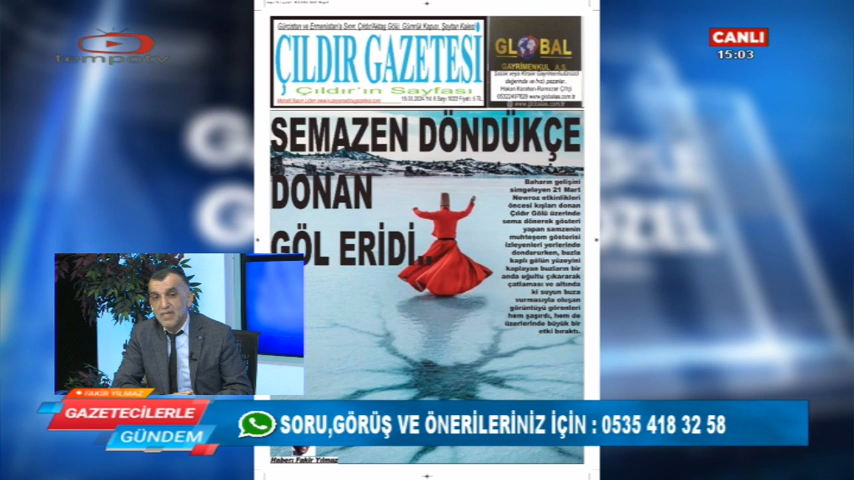 tempotv
CANLI
15:03
Gürcistan ve Ermenistan'a Sınır, Çıldır/Aktaş Gölü, Gümrük Kapısı, Şeytan Kalesi
ÇILDIR GAZETESİ
Çıldır'ın Sayfası
GLOBAL
GAYRİMENKUL A.Ş.
SEMAZEN DÖNDÜKÇE
DONAN
GÖL ERİDİ..
Baharın gelişini
simgeleyen 21 Mart
Newroz etkinlikleri
öncesi kışları donan
Çıldır Gölü üzerinde
sema dönerek gösteri
yapan samzenin
muhteşem gösterisi
izleyenleri yerlerinde
dondarurken, buzla
kaplı gölün yüzeyini
kaplayan buzların bir
anda uğultu çıkararak
çatlaması ve altında
ki suyun buza
vurmasıyla oluşan
görüntüyü görenleri
hem şaşırdı, hem de
üzerlerinde büyük bir
etki bıraktı.
FAKİR YILMAZ
GAZETECİLERLE
GÜNDEM
SORU,GÖRÜŞ VE ÖNERİLERİNİZ İÇİN : 0535 418 32 58
Haber: Fakir Yılmaz